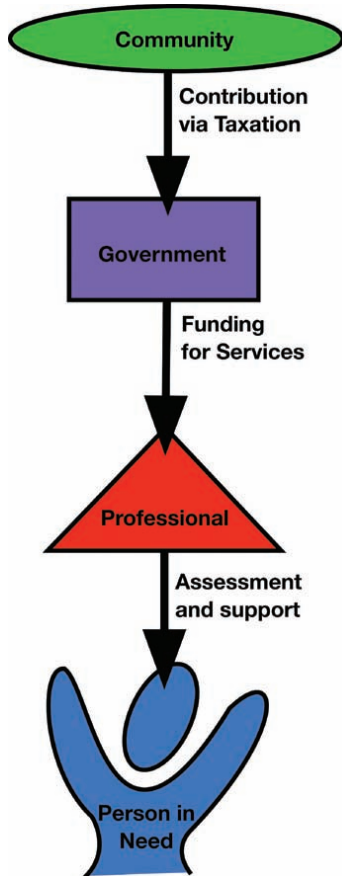 Community
Contribution
via Taxation
Government
Funding
for Services
Professional
Assessment
and support
Person in
Need